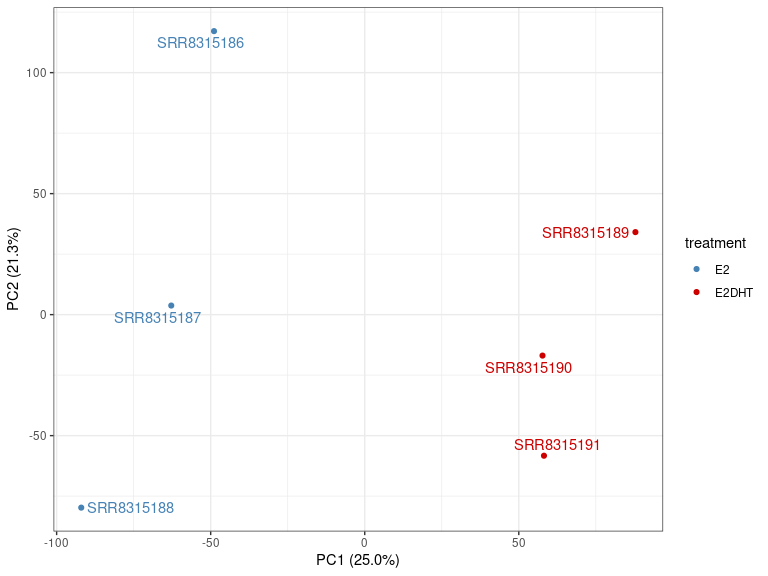 SRR8315186
100
50
SRR8315189
treatment
E2
E2DHT
PC2 (21.3%)
0
SRR8315187
SRR8315190
-50
SRR8315191
SRR8315188
-100
-50
0
50
PC1 (25.0%)